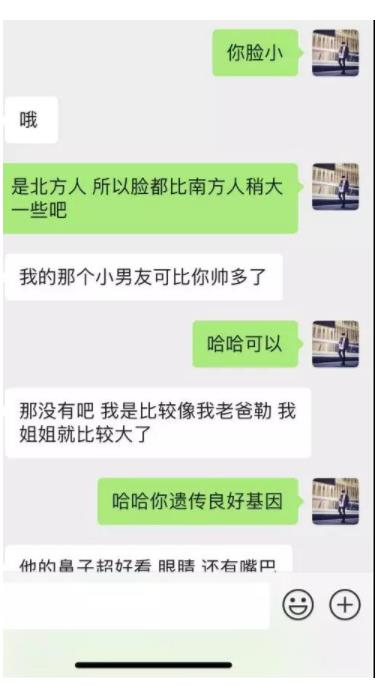 你脸小
哦
是北方人 所以脸都比南方人稍大
一些吧
我的那个小男友可比你帅多了
哈哈可以
那没有吧 我是比较像我老爸勒 我
姐姐就比较大了
哈哈你遗传良好基因
他的鼻子超好看 眼睛 还有嘴巴